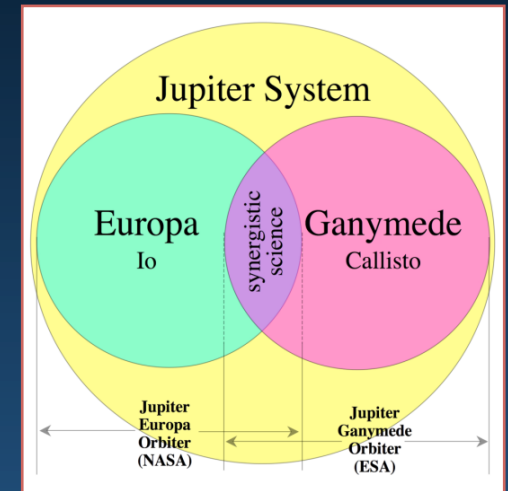 Jupiter System
Europa
Io
synergistic
science
Ganymede
Callisto
Jupiter
Europa
Orbiter
(NASA)
Jupiter
Ganymede
Orbiter
(ESA)